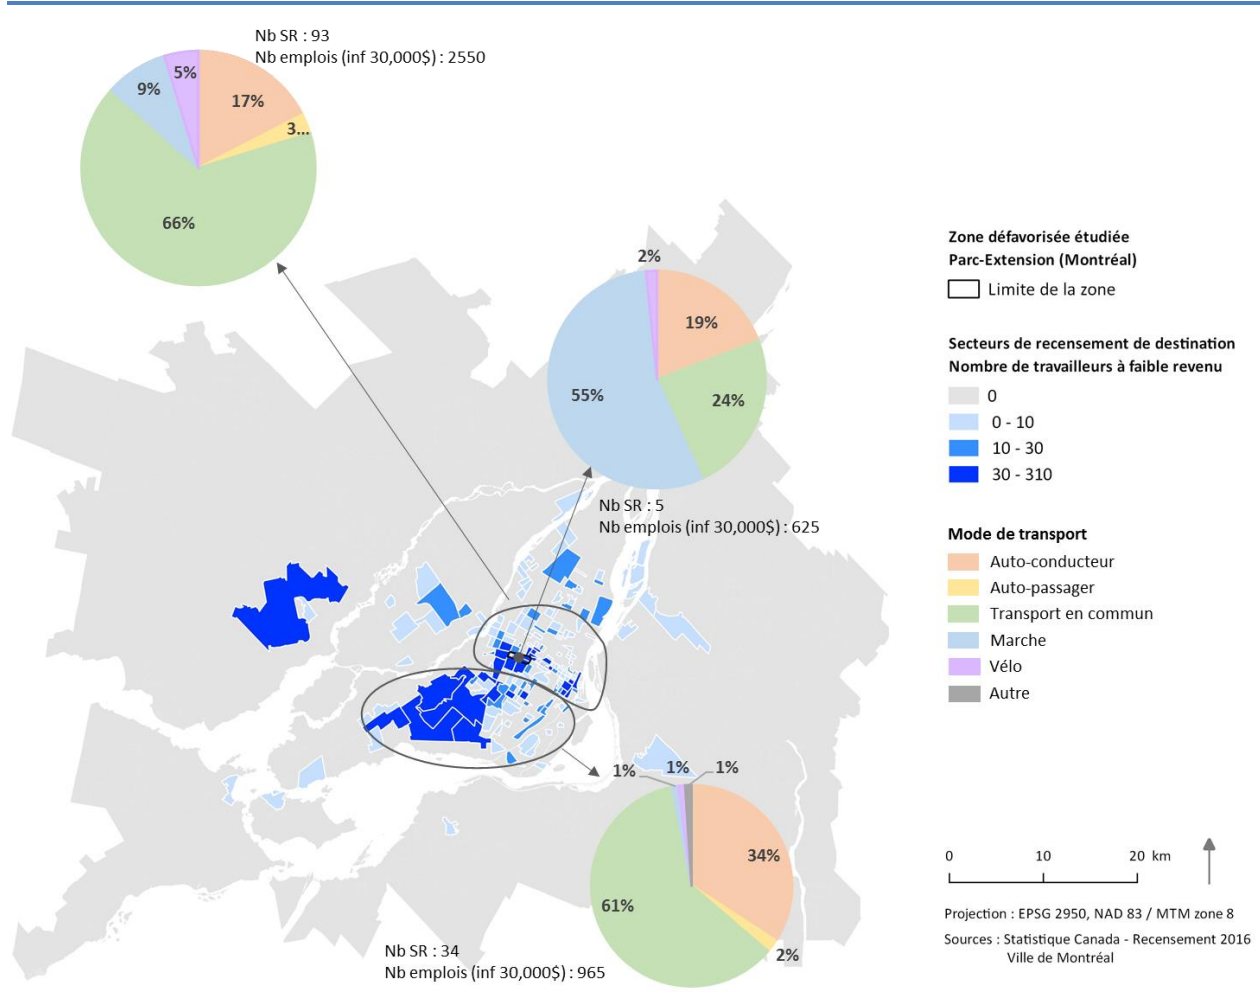 Nb SR : 93
Nb emplois (inf 30,000$) : 2550
5%
9%
17%
3...
66%
2%
19%
55%
24%
Nb SR : 5
Nb emplois (inf 30,000$) : 625
Zone défavorisée étudiée
Parc-Extension (Montréal)
Limite de la zone
Secteurs de recensement de destination
Nombre de travailleurs à faible revenu
0
0 - 10
10 - 30
30 - 310
Mode de transport
Auto-conducteur
Auto-passager
Transport en commun
Marche
Vélo
Autre
1%
1%
1%
34%
61%
2%
Nb SR : 34
Nb emplois (inf 30,000$) : 965
0 10 20 km
Projection : EPSG 2950, NAD 83 / MTM zone 8
Sources : Statistique Canada - Recensement 2016
Ville de Montréal